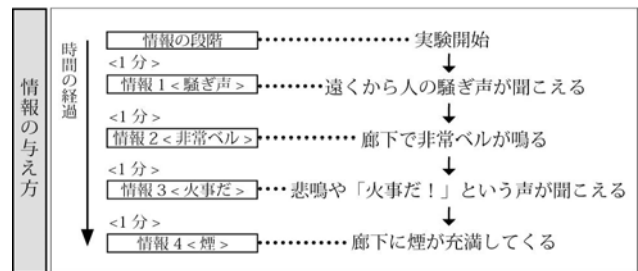 情報の与え方
時間の経過
情報の段階 実験開始
<1分>
情報1<騒ぎ声> 遠くから人の騒ぎ声が聞こえる
<1分>
情報2<非常ベル> 廊下で非常ベルが鳴る
<1分>
情報3<火事だ> 悲鳴や「火事だ!」という声が聞こえる
<1分>
情報4<煙> 廊下に煙が充満してくる